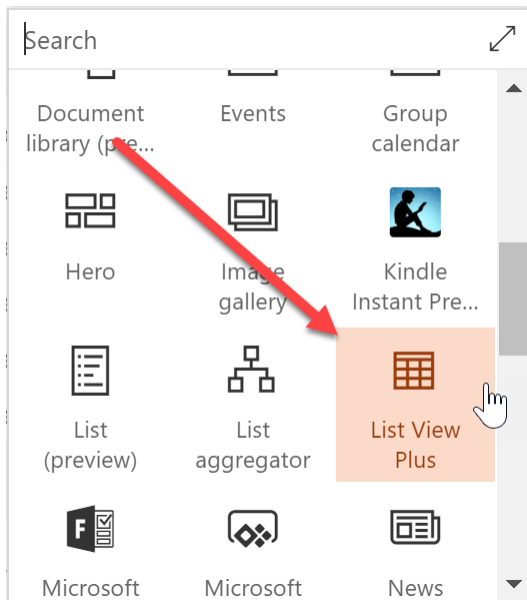 Search
Document
library (pre...
Events
Group
calendar
Hero
Image
gallery
Kindle
Instant Pre...
List
(preview)
List
aggregator
List View
Plus
F
Microsoft
Microsoft
News